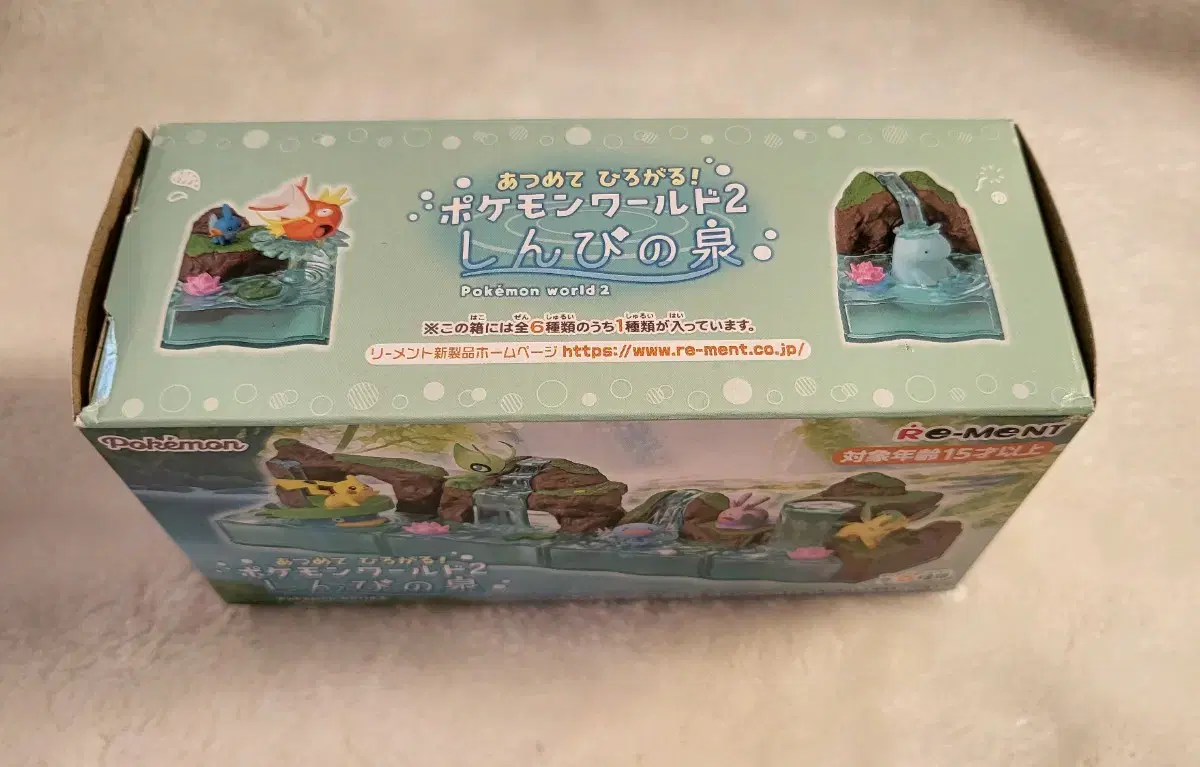 あつめて ひろがる!
ポケモンワールド2
しんびの泉
Pokémon world 2
※この箱には全6種類のうち1種類が入っています。
リーメント新製品ホームページ https://www.re-ment.co.jp/
Pokémon
Re-MeNT
対象年齢15才以上
あつめて ひろがる!
ポケモンワールド2
しんびの泉
Pokémon world 2